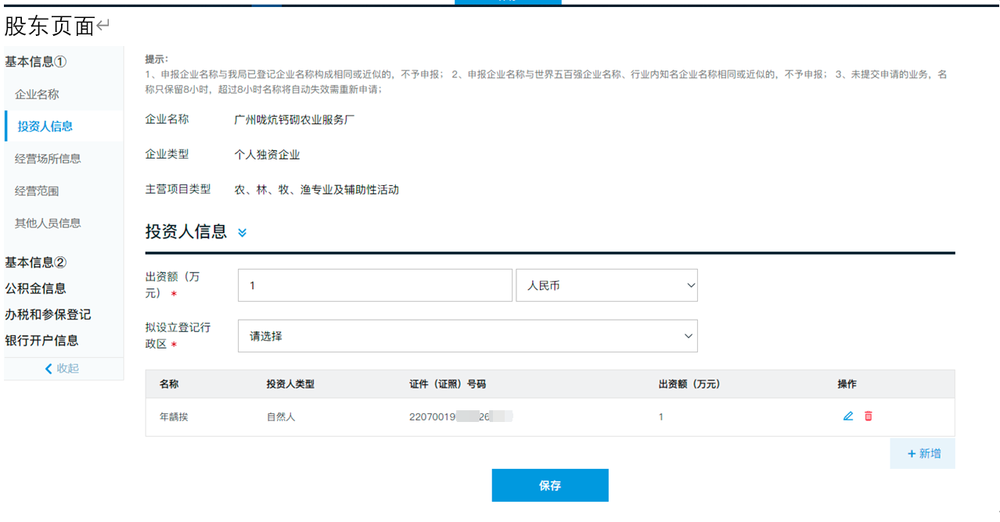 股东页面
基本信息①
企业名称
投资人信息
经营场所信息
经营范围
其他人员信息
基本信息②
公积金信息
办税和参保登记
银行开户信息
收起
提示：
1、申报企业名称与我局已登记企业名称构成相同或近似的，不予申报； 2、申报企业名称与世界五百强企业名称、行业内知名企业名称相同或近似的，不予申报； 3、未提交申请的业务，名
称只保留8小时，超过8小时名称将自动失效需重新申请；
企业名称 广州咙炕钙砌农业服务厂
企业类型 个人独资企业
主营项目类型 农、林、牧、渔专业及辅助性活动
投资人信息
出资额（万
元） * 1 人民币
拟设立登记行
政区 * 请选择
名称 投资人类型 证件（证照）号码 出资额（万元） 操作
年龋挨 自然人 22070019 26 1
+ 新增
保存